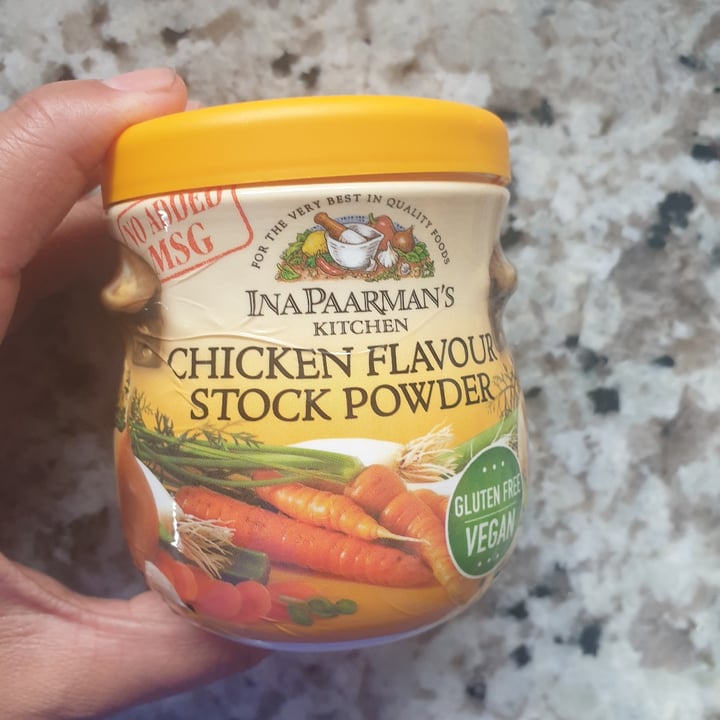 NO ADDED
MSG
FOR THE VERY BEST IN QUALITY FOODS
INA PAARMAN'S
KITCHEN
CHICKEN FLAVOUR
STOCK POWDER
GLUTEN FREE
VEGAN